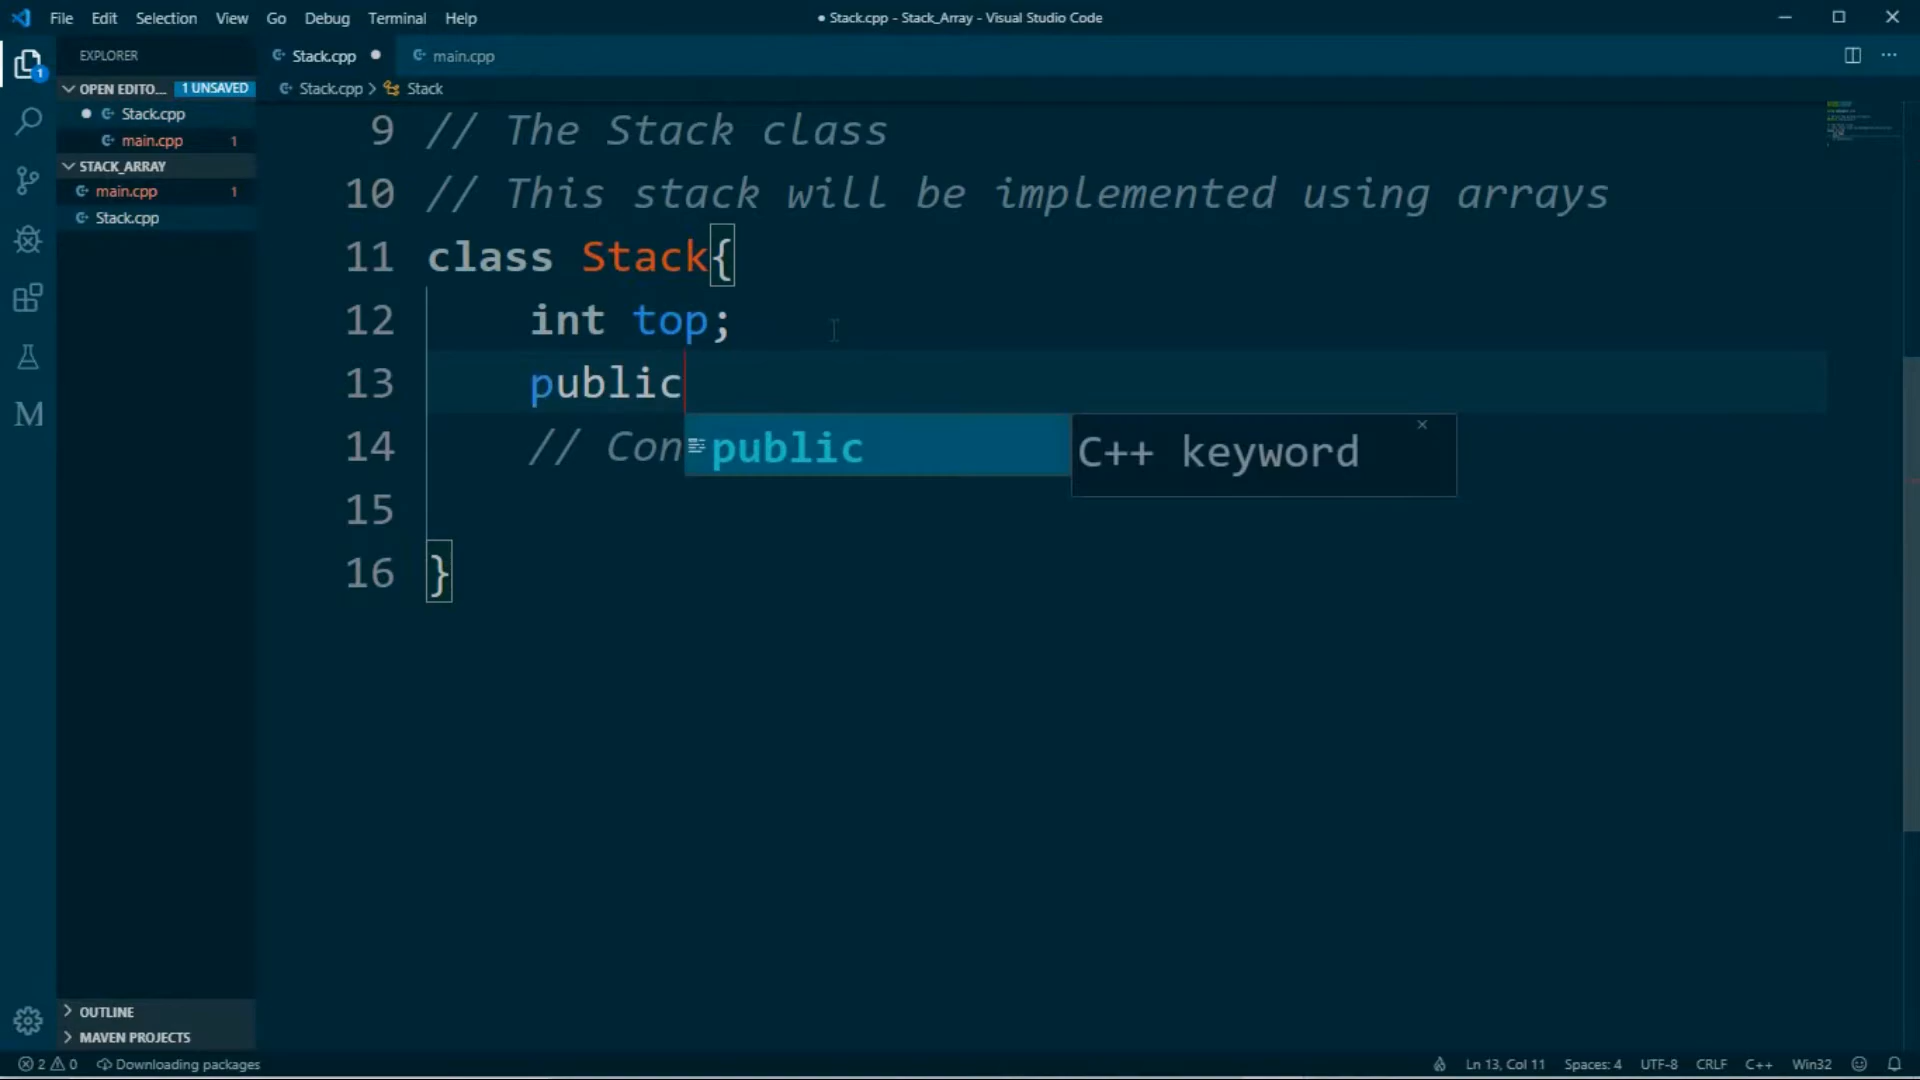 File Edit Selection View Go Debug Terminal Help
● Stack.cpp - Stack_Array - Visual Studio Code
EXPLORER
Stack.cpp ●
main.cpp
OPEN EDITO... 1 UNSAVED
Stack.cpp > Stack
● Stack.cpp
main.cpp 1
STACK_ARRAY
main.cpp 1
Stack.cpp
9 // The Stack class
10 // This stack will be implemented using arrays
11 class Stack{
12 int top;
13 public
14 // Con
public
C++ keyword
15
16 }
M
OUTLINE
MAVEN PROJECTS
2 0 Downloading packages
Ln 13, Col 11 Spaces: 4 UTF-8 CRLF C++ Win32